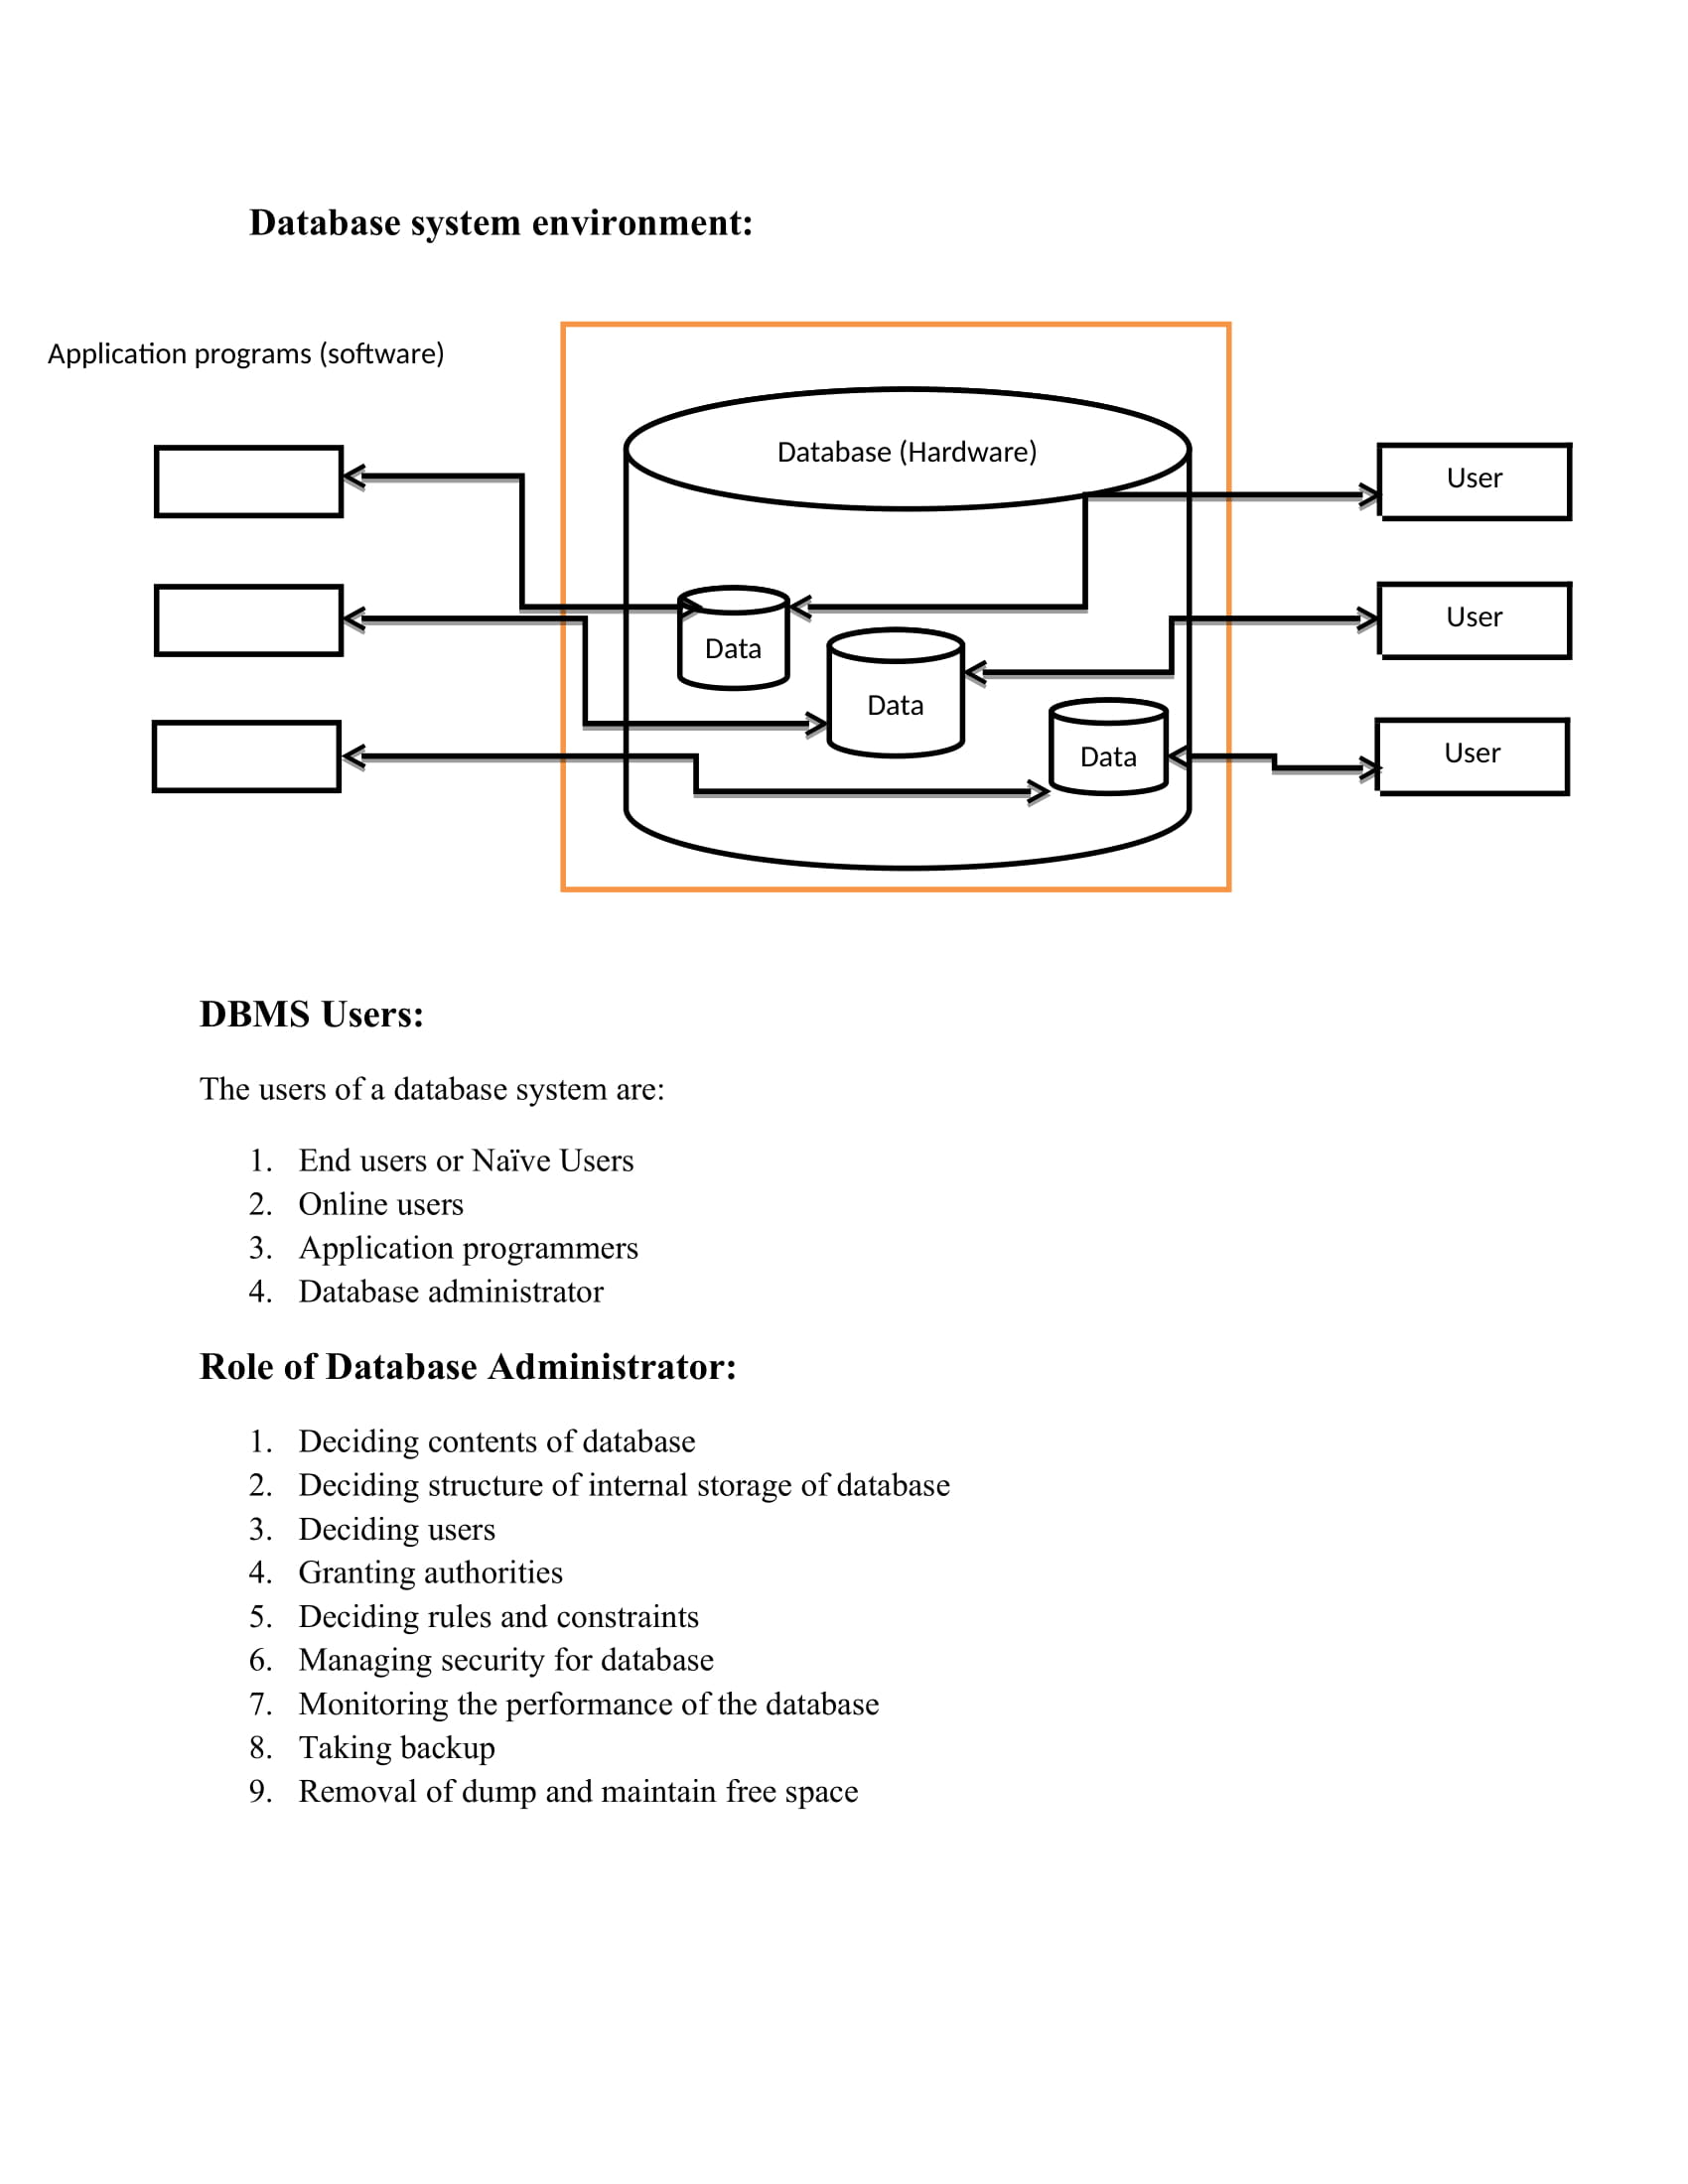 Database system environment:
Application programs (software)
Database (Hardware)
User
User
Data
Data
User
Data
DBMS Users:
The users of a database system are:
1. End users or Naïve Users
2. Online users
3. Application programmers
4. Database administrator
Role of Database Administrator:
1. Deciding contents of database
2. Deciding structure of internal storage of database
3. Deciding users
4. Granting authorities
5. Deciding rules and constraints
6. Managing security for database
7. Monitoring the performance of the database
8. Taking backup
9. Removal of dump and maintain free space